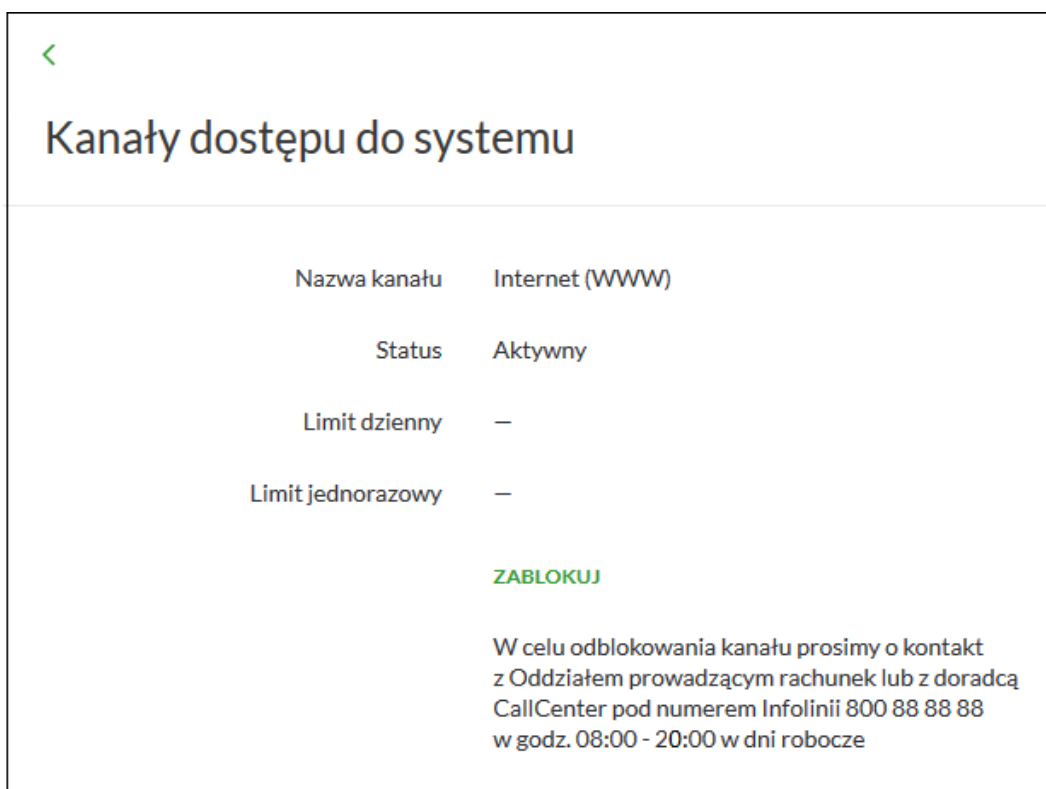 Kanały dostępu do systemu
Nazwa kanału Internet (WWW)
Status Aktywny
Limit dzienny —
Limit jednorazowy —
ZABLOKUJ
W celu odblokowania kanału prosimy o kontakt
z Oddziałem prowadzącym rachunek lub z doradcą
CallCenter pod numerem Infolinii 800 88 88 88
w godz. 08:00 - 20:00 w dni robocze